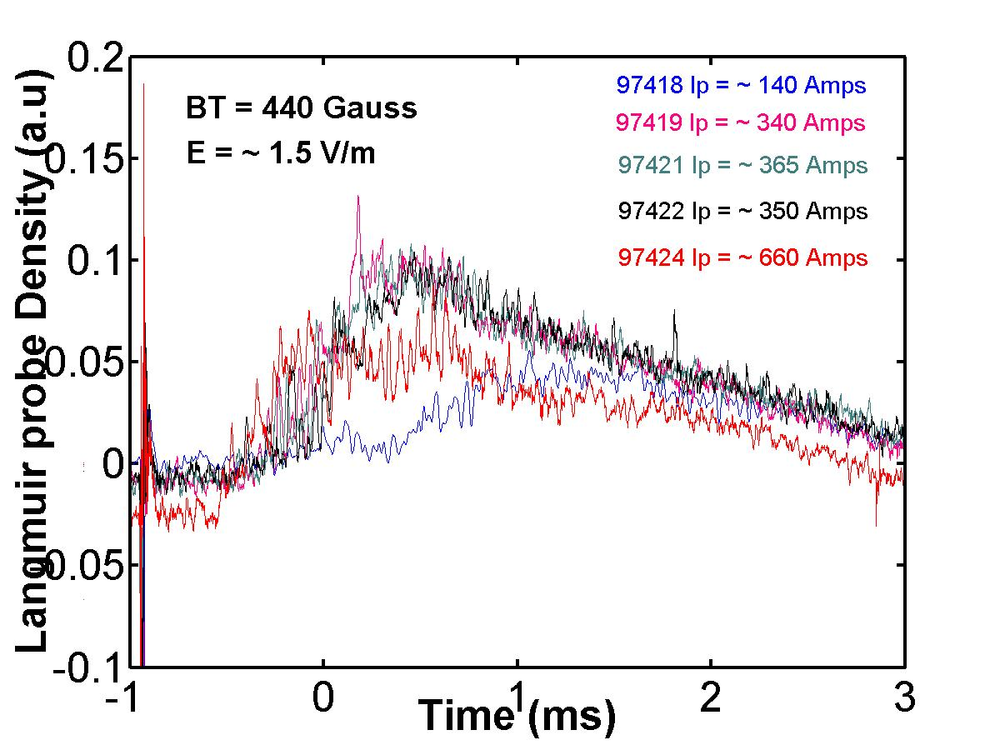 0.2
0.15
0.1
0.05
0
0.05
-0.1
Langmuir probe Density (a.u)
BT = 440 Gauss
E = ~ 1.5 V/m
97418 Ip = ~ 140 Amps
97419 Ip = ~ 340 Amps
97421 Ip = ~ 365 Amps
97422 Ip = ~ 350 Amps
97424 Ip = ~ 660 Amps
-1 0 1 2 3
Time (ms)